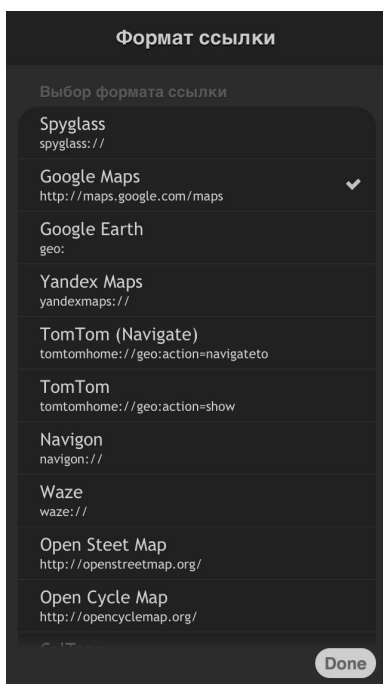 Формат ссылки
Выбор формата ссылки
Spyglass
spyglass://
Google Maps
http://maps.google.com/maps
Google Earth
geo:
Yandex Maps
yandexmaps://
TomTom (Navigate)
tomtomhome://geo:action=navigateto
TomTom
tomtomhome://geo:action=show
Navigon
navigon://
Waze
waze://
Open Steet Map
http://openstreetmap.org/
Open Cycle Map
http://opencyclemap.org/
Done